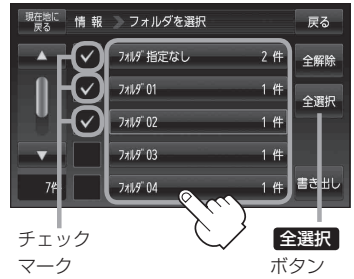 現在地に
戻る
情 報
フォルダを選択
戻る
ﾌｫﾙﾀﾞ 指定なし 2 件
全解除
ﾌｫﾙﾀﾞ 01 1 件
全選択
ﾌｫﾙﾀﾞ 02 1 件
ﾌｫﾙﾀﾞ 03 1 件
7件
ﾌｫﾙﾀﾞ 04 1 件
書き出し
チェック
マーク
全選択
ボタン